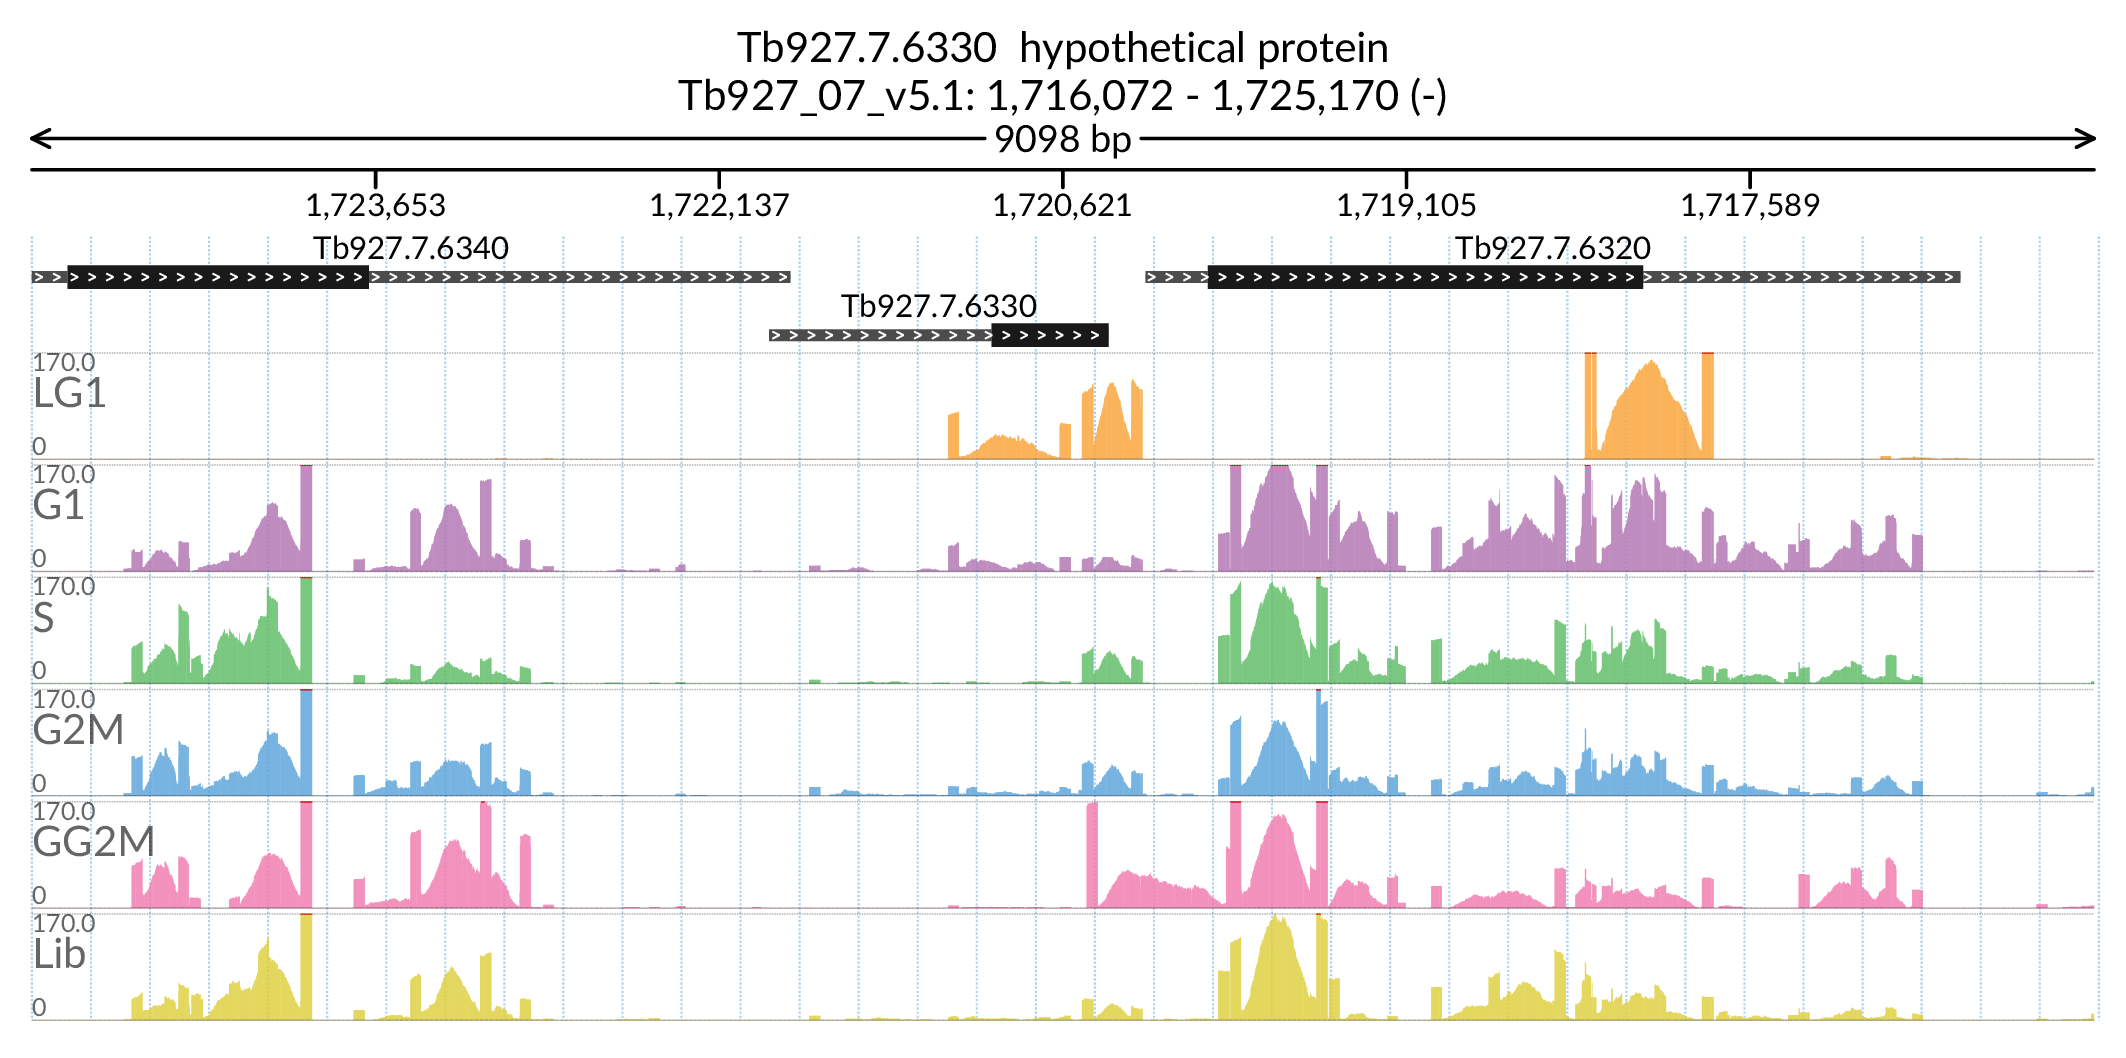 Tb927.7.6330  hypothetical protein
Tb927_07_v5.1: 1,716,072 - 1,725,170 (-)
9098 bp
1,723,653 1,722,137 1,720,621 1,719,105 1,717,589
Tb927.7.6340 Tb927.7.6320
Tb927.7.6330
170.0
LG1
0
170.0
G1
0
170.0
S
0
170.0
G2M
0
170.0
GG2M
0
170.0
Lib
0